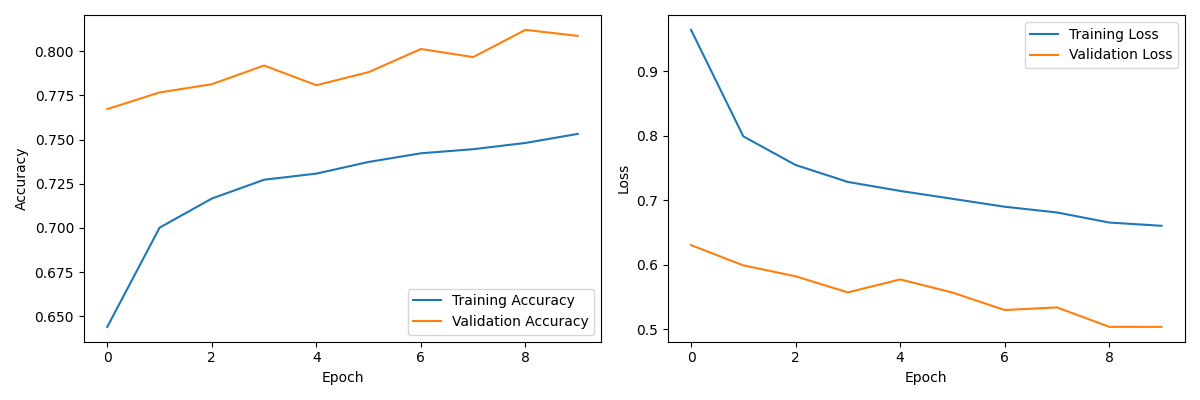 0.800
0.775
0.750
0.725
0.700
0.675
0.650
Accuracy
0 2 4 6 8
Epoch
Training Accuracy
Validation Accuracy
0.9
0.8
0.7
0.6
0.5
Loss
0 2 4 6 8
Epoch
Training Loss
Validation Loss